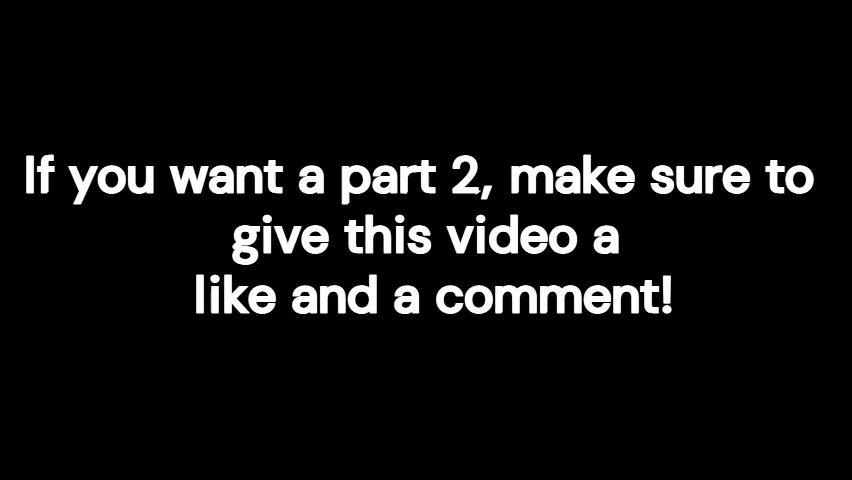 If you want a part 2, make sure to
give this video a
like and a comment!